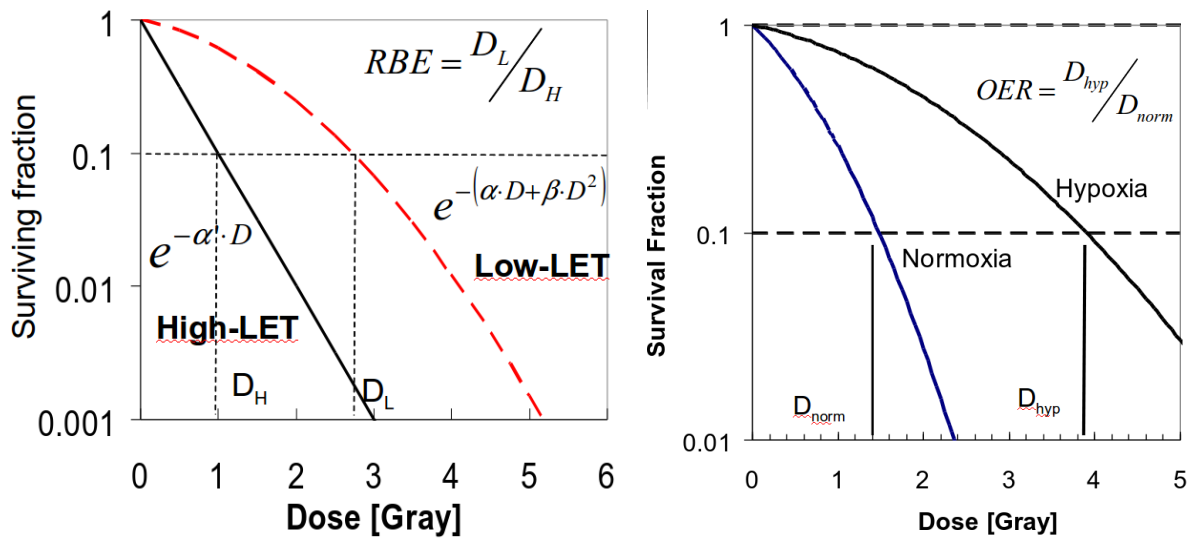 1
0.1
0.01
0.001
Surviving fraction
RBE = D_L/D_H
e^{-α·D}
e^{-(α·D+β·D²)}
Low-LET
High-LET
D_H
D_L
0 1 2 3 4 5 6
Dose [Gray]
1
0.1
0.01
Survival Fraction
OER = D_hyp/D_norm
Hypoxia
Normoxia
D_norm
D_hyp
0 1 2 3 4 5
Dose [Gray]